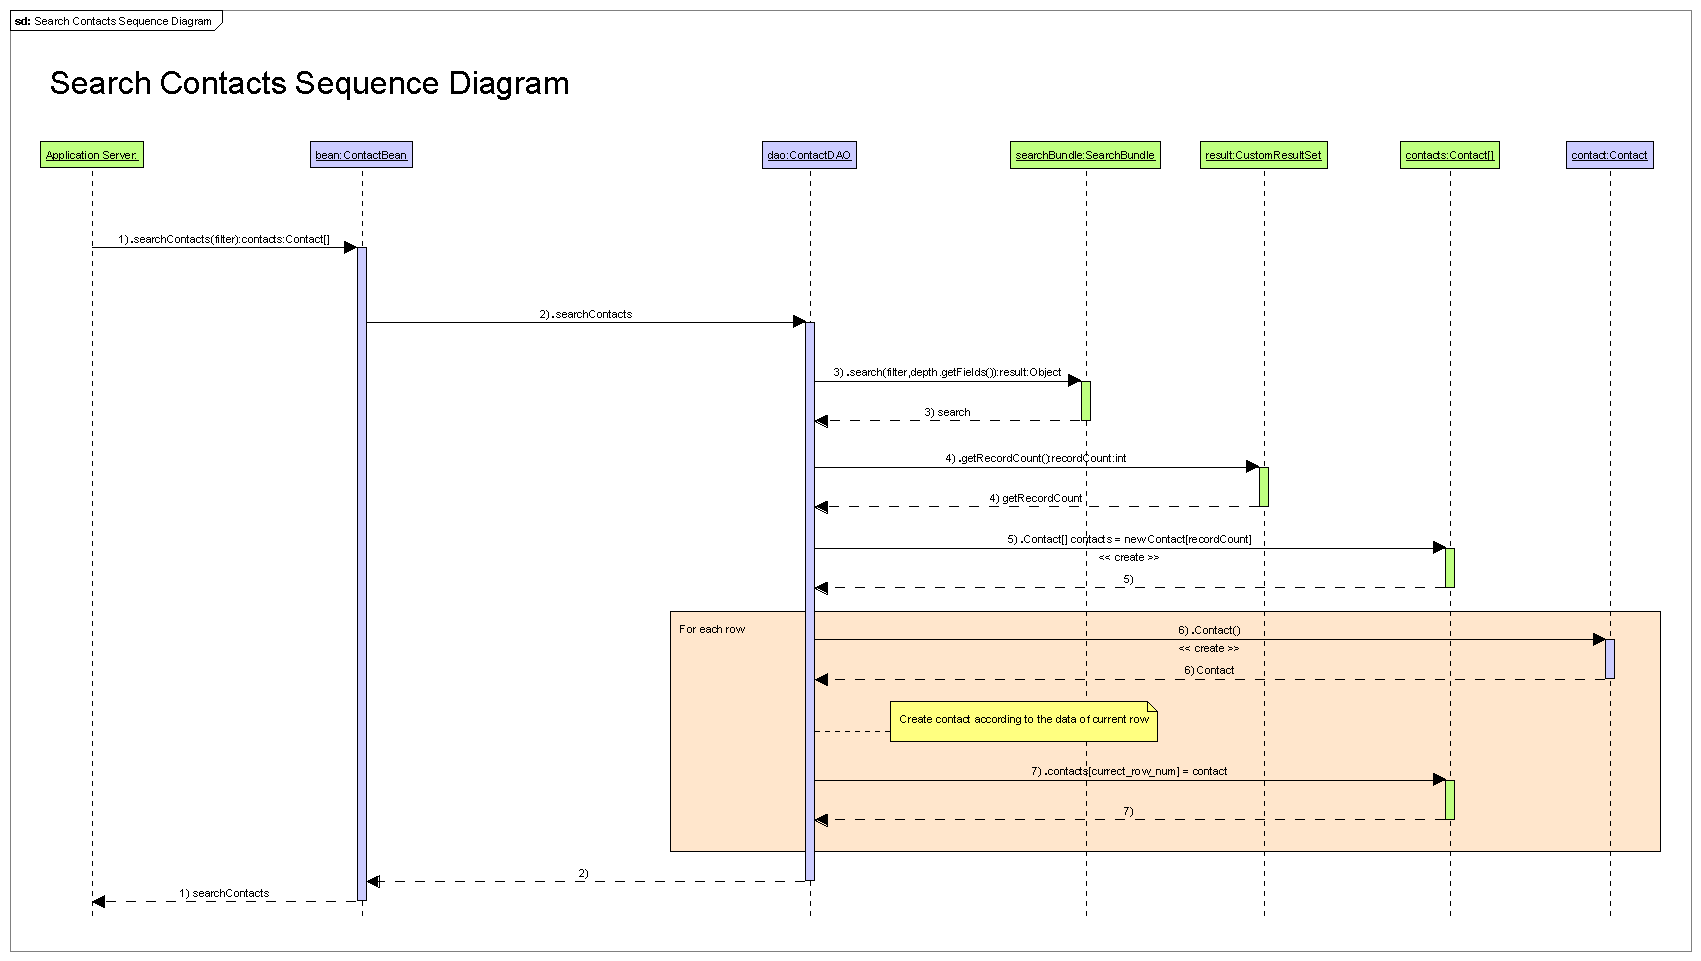 sd: Search Contacts Sequence Diagram
Search Contacts Sequence Diagram
Application Server:
bean:ContactBean
dao:ContactDAO
searchBundle:SearchBundle
result:CustomResultSet
contacts:Contact[]
contact:Contact
1) .searchContacts(filter):contacts:Contact[]
2) .searchContacts
3) .search(filter,depth.getFields()):result:Object
3) search
4) .getRecordCount():recordCount:int
4) getRecordCount
5) .Contact[] contacts = new Contact[recordCount]
<< create >>
5)
For each row
6) .Contact()
<< create >>
6) Contact
Create contact according to the data of current row
7) .contacts[currect_row_num] = contact
7)
2)
1) searchContacts